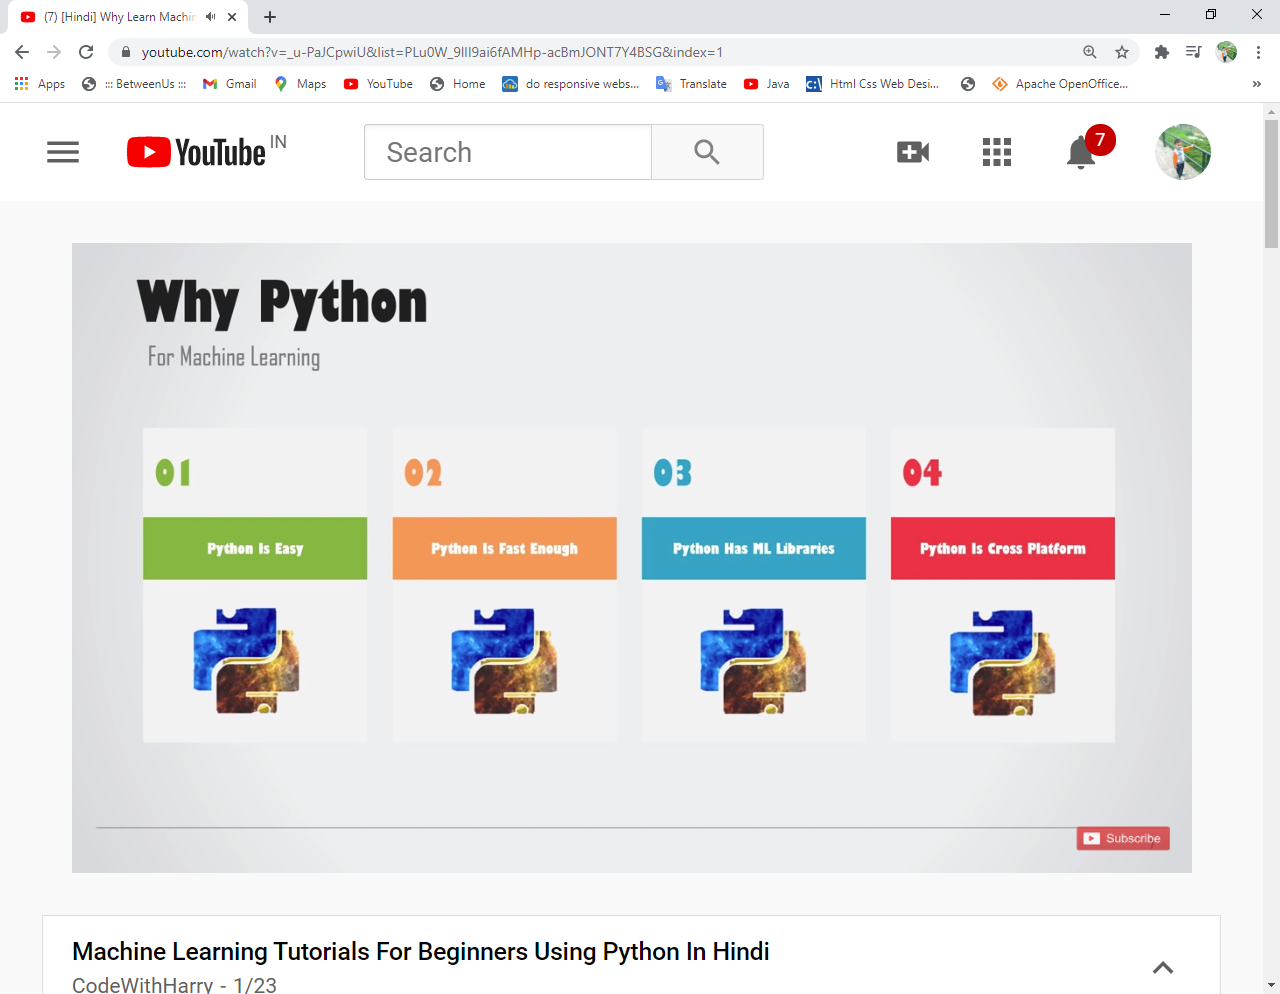 (7) [Hindi] Why Learn Machin
youtube.com/watch?v=_u-PaJCpwiU&list=PLu0W_9lII9ai6fAMHp-acBmJONT7Y4BSG&index=1
Apps ::: BetweenUs ::: Gmail Maps YouTube Home do responsive webs... Translate Java C:\ Html Css Web Desi... Apache OpenOffice... »
YouTube IN Search 7
Why Python
For Machine Learning
01 02 03 04
Python Is Easy Python Is Fast Enough Python Has ML Libraries Python Is Cross Platform
Subscribe
Machine Learning Tutorials For Beginners Using Python In Hindi
CodeWithHarry - 1/23